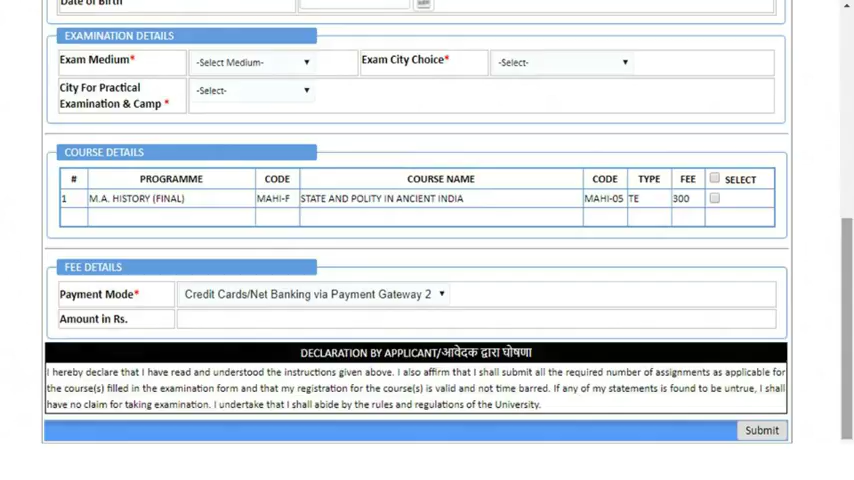 Date of Birth
EXAMINATION DETAILS
Exam Medium* -Select Medium- Exam City Choice* -Select-
City For Practical
Examination & Camp * -Select-
COURSE DETAILS
# PROGRAMME CODE COURSE NAME CODE TYPE FEE SELECT
1 M.A. HISTORY (FINAL) MAHI-F STATE AND POLITY IN ANCIENT INDIA MAHI-05 TE 300
FEE DETAILS
Payment Mode* Credit Cards/Net Banking via Payment Gateway 2
Amount in Rs.
DECLARATION BY APPLICANT/आवेदक द्वारा घोषणा
I hereby declare that I have read and understood the instructions given above. I also affirm that I shall submit all the required number of assignments as applicable for
the course(s) filled in the examination form and that my registration for the course(s) is valid and not time barred. If any of my statements is found to be untrue, I shall
have no claim for taking examination. I undertake that I shall abide by the rules and regulations of the University.
Submit